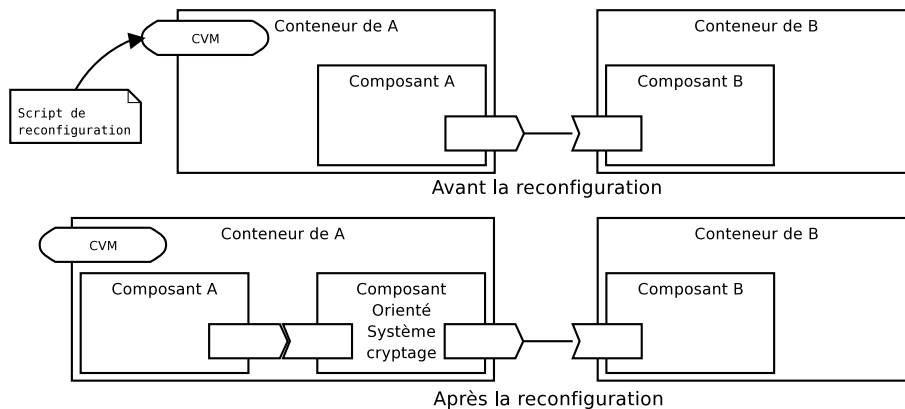 Conteneur de A
CVM
Composant A
Script de
reconfiguration
Conteneur de B
Composant B
Avant la reconfiguration
Conteneur de A
CVM
Composant A
Composant
Orienté
Système
cryptage
Conteneur de B
Composant B
Après la reconfiguration